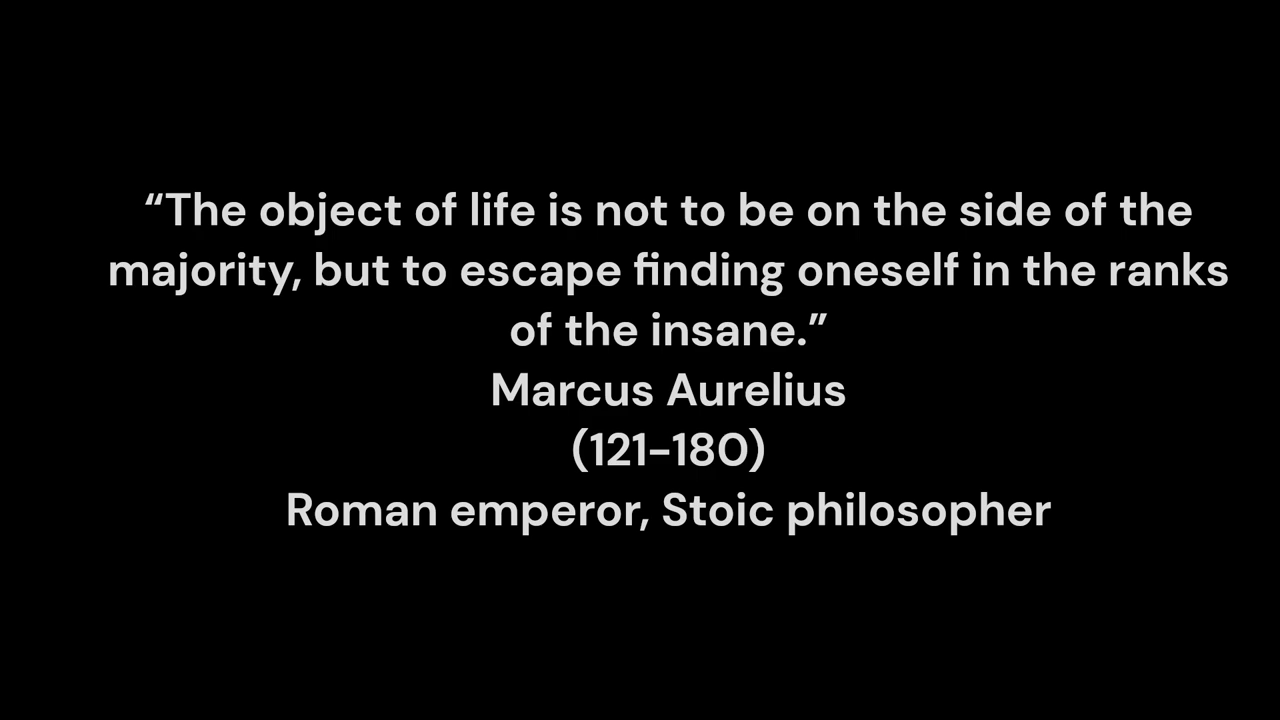 “The object of life is not to be on the side of the
majority, but to escape finding oneself in the ranks
of the insane.”
Marcus Aurelius
(121-180)
Roman emperor, Stoic philosopher